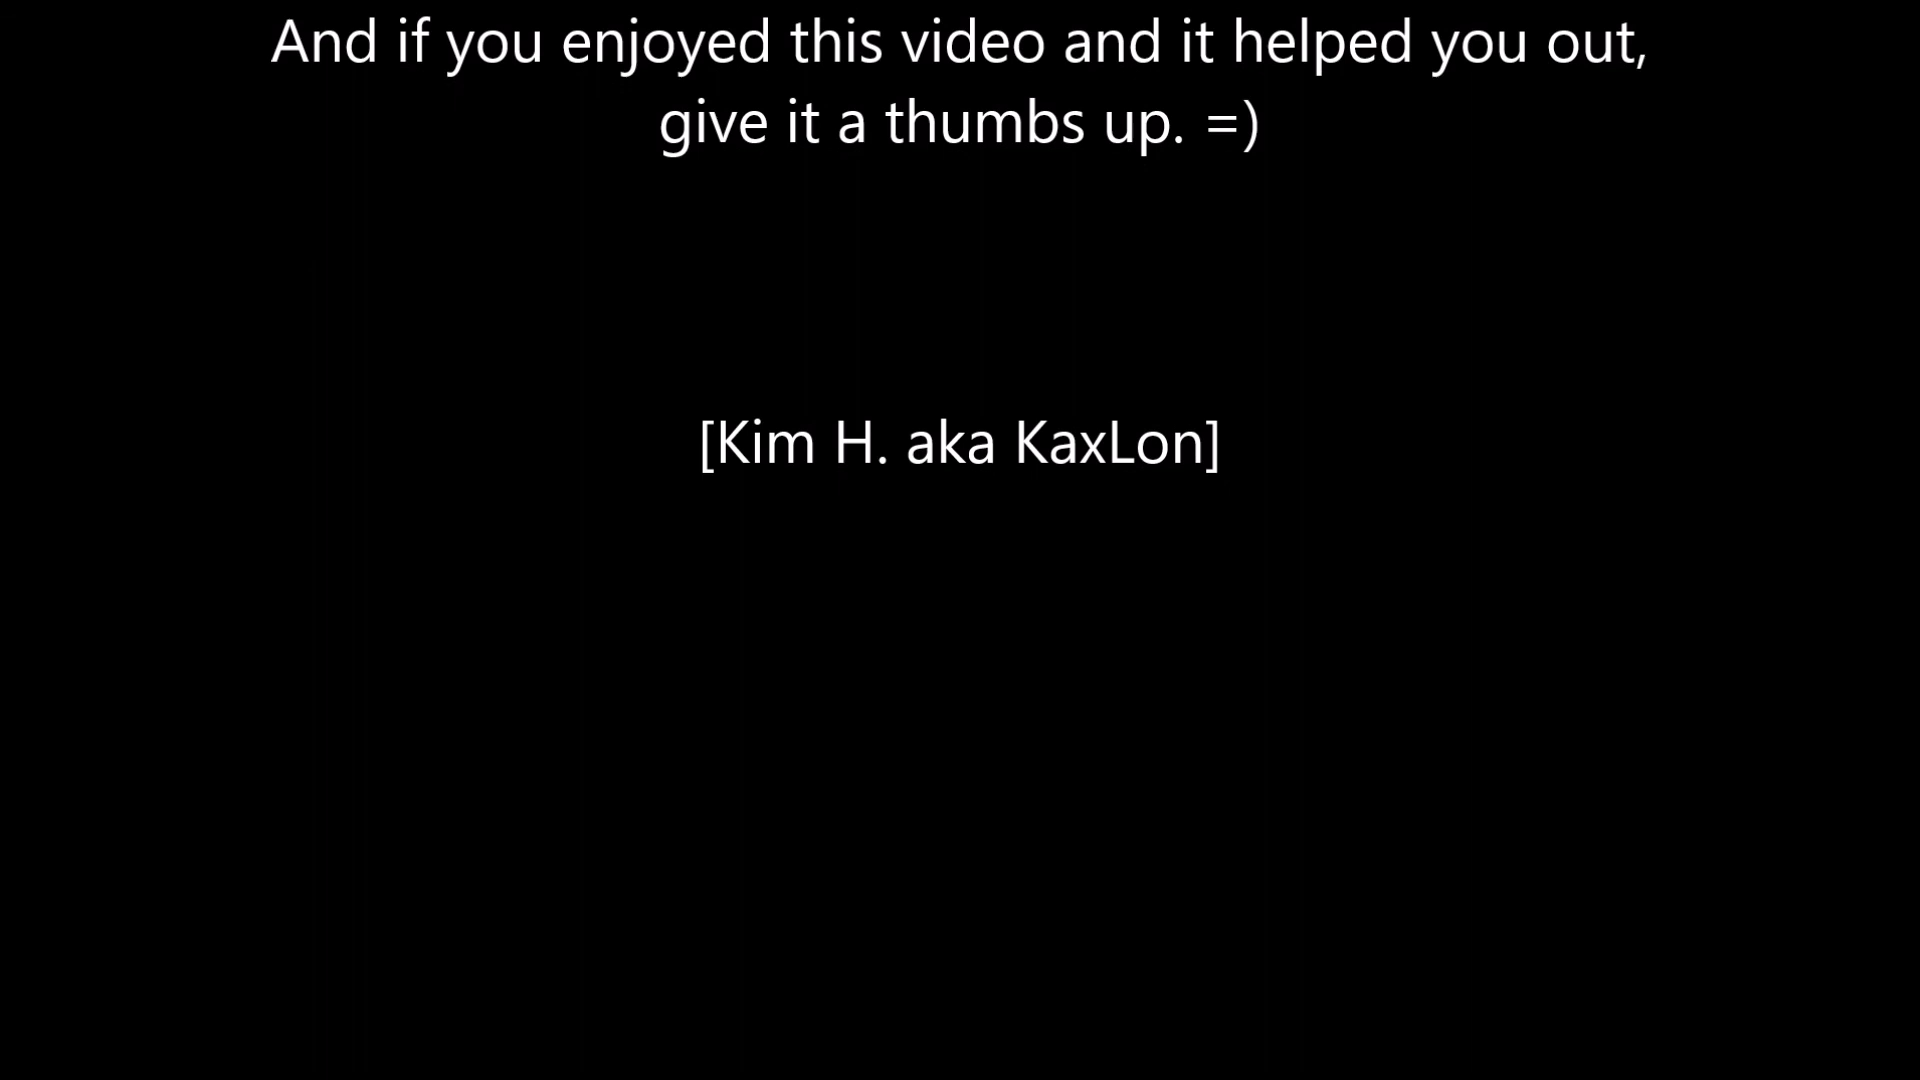 And if you enjoyed this video and it helped you out,
give it a thumbs up. =)
[Kim H. aka KaxLon]